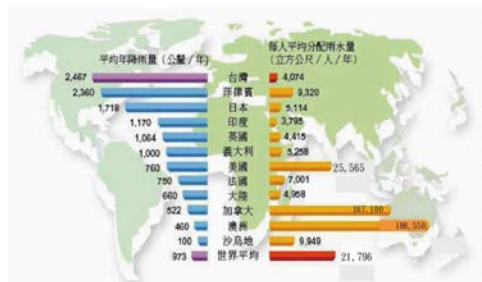 平均年降雨量（公釐／年）
每人平均分配雨水量
（立方公尺／人／年）
2,467 台灣 4,074
2,360 菲律賓 9,320
1,718 日本 5,114
1,170 印度 3,795
1,064 英國 4,415
1,000 義大利 5,258
760 美國 25,565
750 法國 7,001
660 大陸 4,958
522 加拿大 167,100
460 澳洲 188,550
100 沙烏地 9,949
973 世界平均 21,796